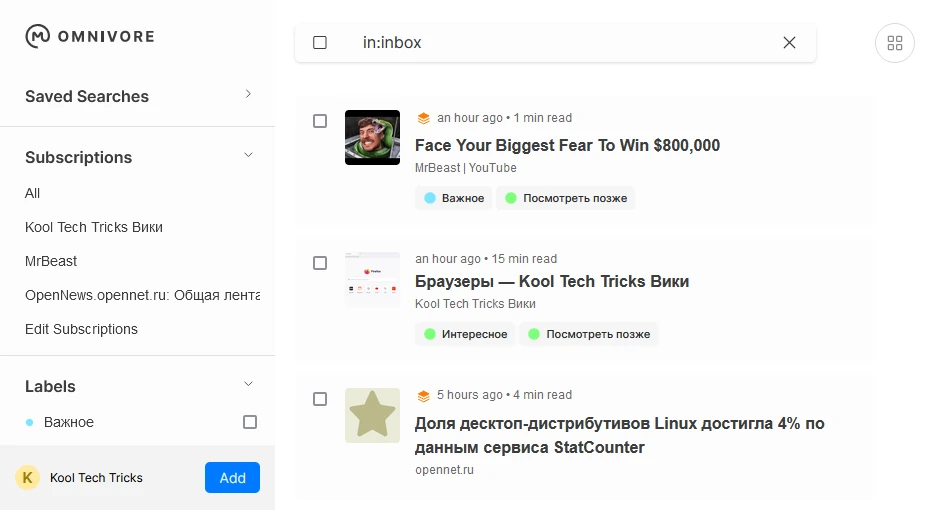 OMNIVORE
in:inbox
Saved Searches
Subscriptions
All
Kool Tech Tricks Вики
MrBeast
OpenNews.opennet.ru: Общая лента
Edit Subscriptions
Labels
Важное
K Kool Tech Tricks Add
an hour ago • 1 min read
Face Your Biggest Fear To Win $800,000
MrBeast | YouTube
Важное Посмотреть позже
an hour ago • 15 min read
Браузеры — Kool Tech Tricks Вики
Kool Tech Tricks Вики
Интересное Посмотреть позже
5 hours ago • 4 min read
Доля десктоп-дистрибутивов Linux достигла 4% по
данным сервиса StatCounter
opennet.ru